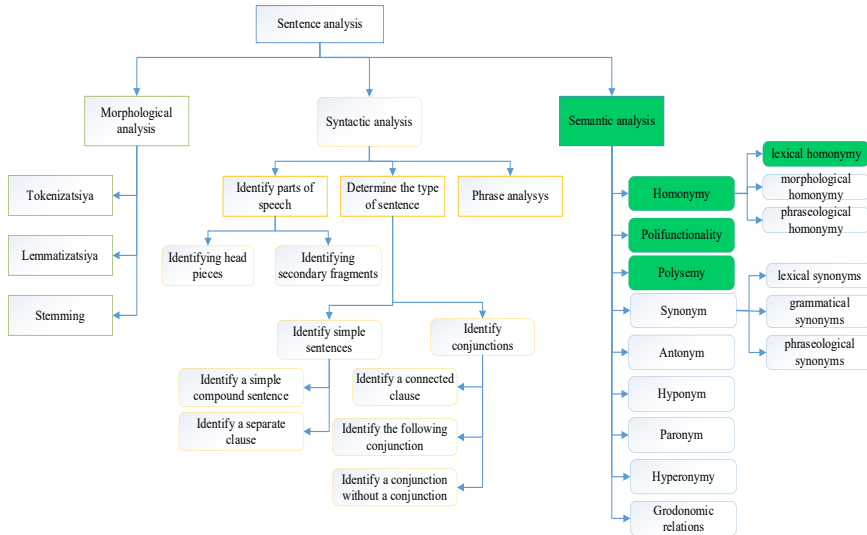 Sentence analysis
Morphological
analysis
Tokenizatsiya
Lemmatizatsiya
Stemming
Syntactic analysis
Identify parts of
speech
Determine the type
of sentence
Phrase analysys
Identifying head
pieces
Identifying
secondary fragments
Identify simple
sentences
Identify
conjunctions
Identify a simple
compound sentence
Identify a separate
clause
Identify a connected
clause
Identify the following
conjunction
Identify a conjunction
without a conjunction
Semantic analysis
Homonymy
lexical homonymy
morphological
homonymy
phraseological
homonymy
Polifunctionality
Polysemy
Synonym
lexical synonyms
grammatical
synonyms
phraseological
synonyms
Antonym
Hyponym
Paronym
Hyperonymy
Grodonomic
relations